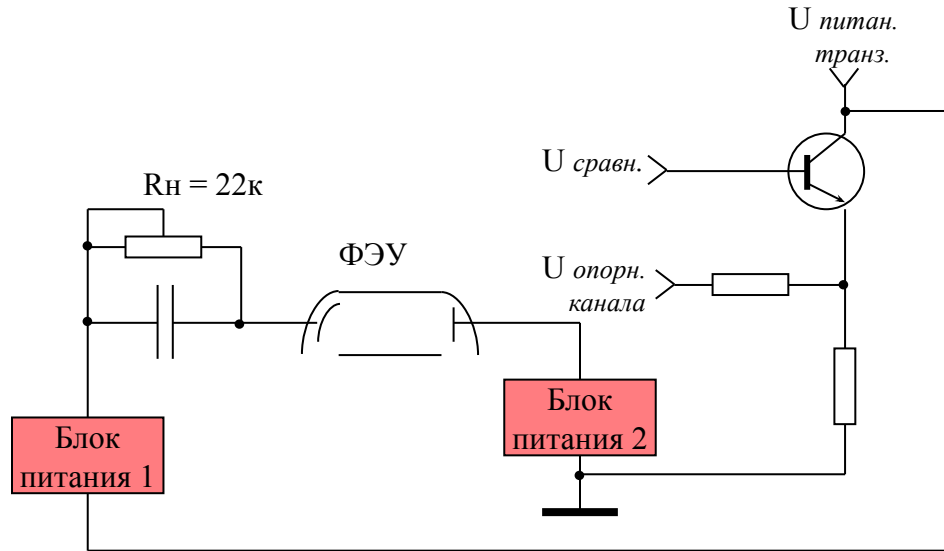 U питан.
транз.
U сравн.
Rн = 22к
ФЭУ
U опорн.
канала
Блок
питания 2
Блок
питания 1